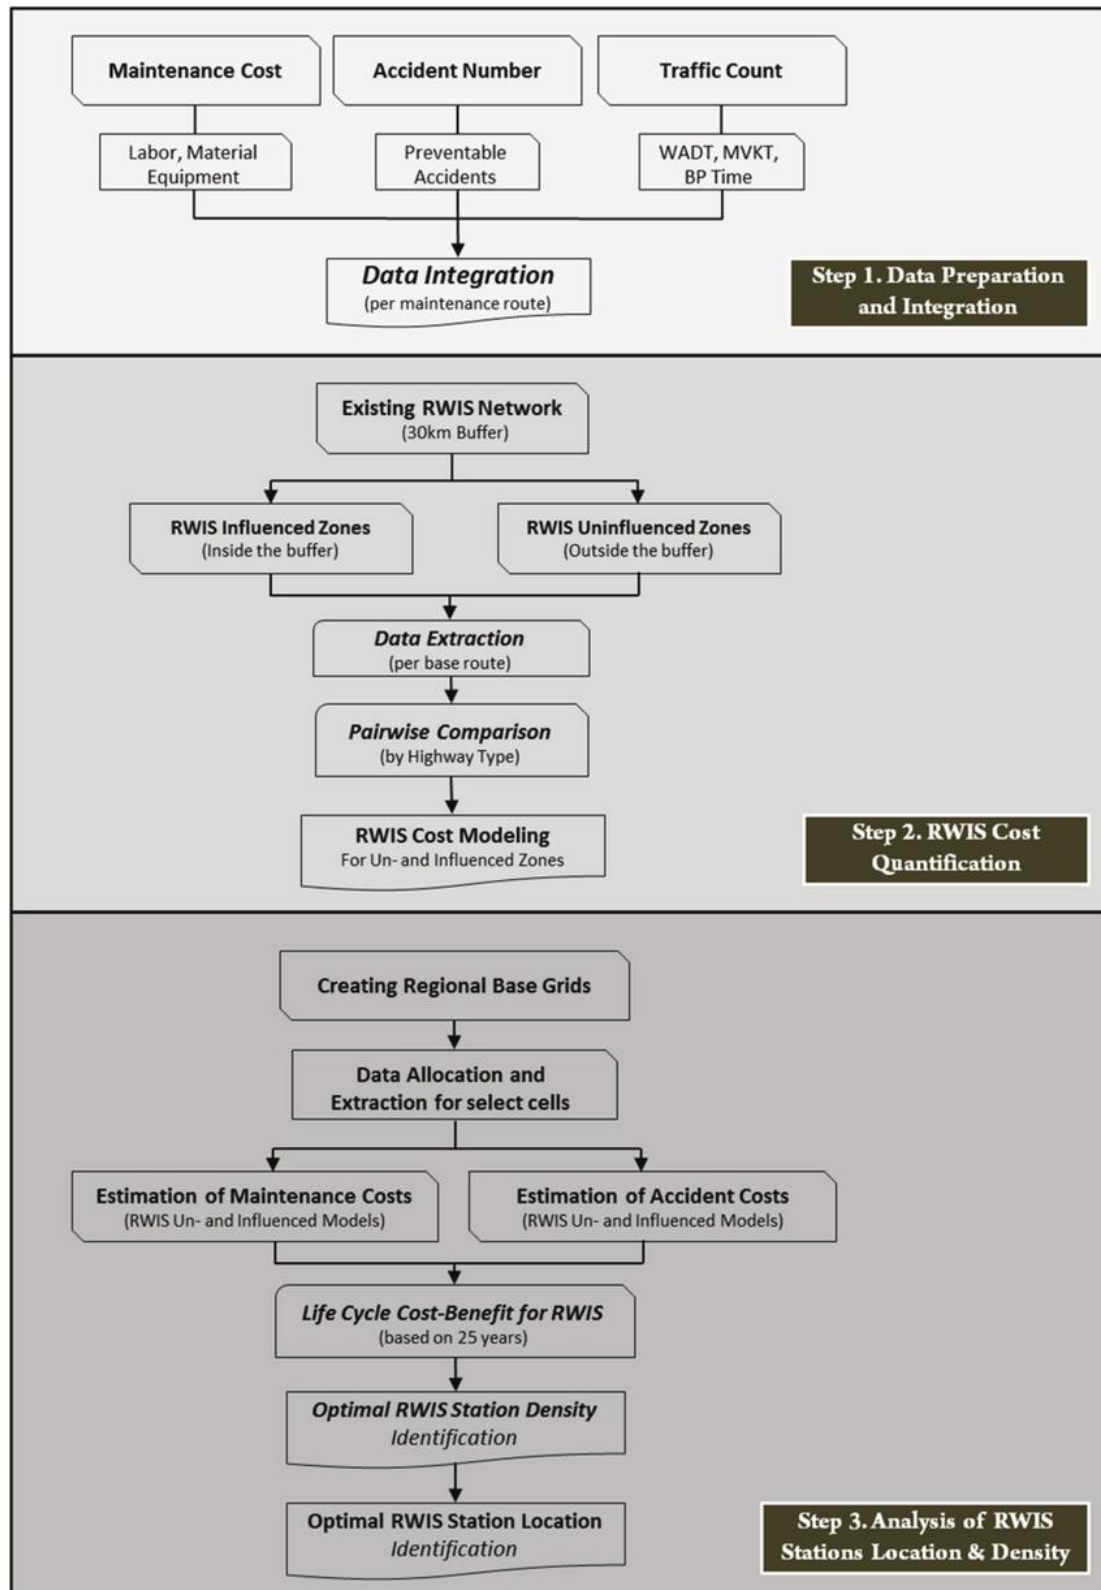 Maintenance Cost
Accident Number
Traffic Count
Labor, Material
Equipment
Preventable
Accidents
WADT, MVKT,
BP Time
Data Integration
(per maintenance route)
Step 1. Data Preparation
and Integration
Existing RWIS Network
(30km Buffer)
RWIS Influenced Zones
(Inside the buffer)
RWIS Uninfluenced Zones
(Outside the buffer)
Data Extraction
(per base route)
Pairwise Comparison
(by Highway Type)
RWIS Cost Modeling
For Un- and Influenced Zones
Step 2. RWIS Cost
Quantification
Creating Regional Base Grids
Data Allocation and
Extraction for select cells
Estimation of Maintenance Costs
(RWIS Un- and Influenced Models)
Estimation of Accident Costs
(RWIS Un- and Influenced Models)
Life Cycle Cost-Benefit for RWIS
(based on 25 years)
Optimal RWIS Station Density
Identification
Optimal RWIS Station Location
Identification
Step 3. Analysis of RWIS
Stations Location & Density